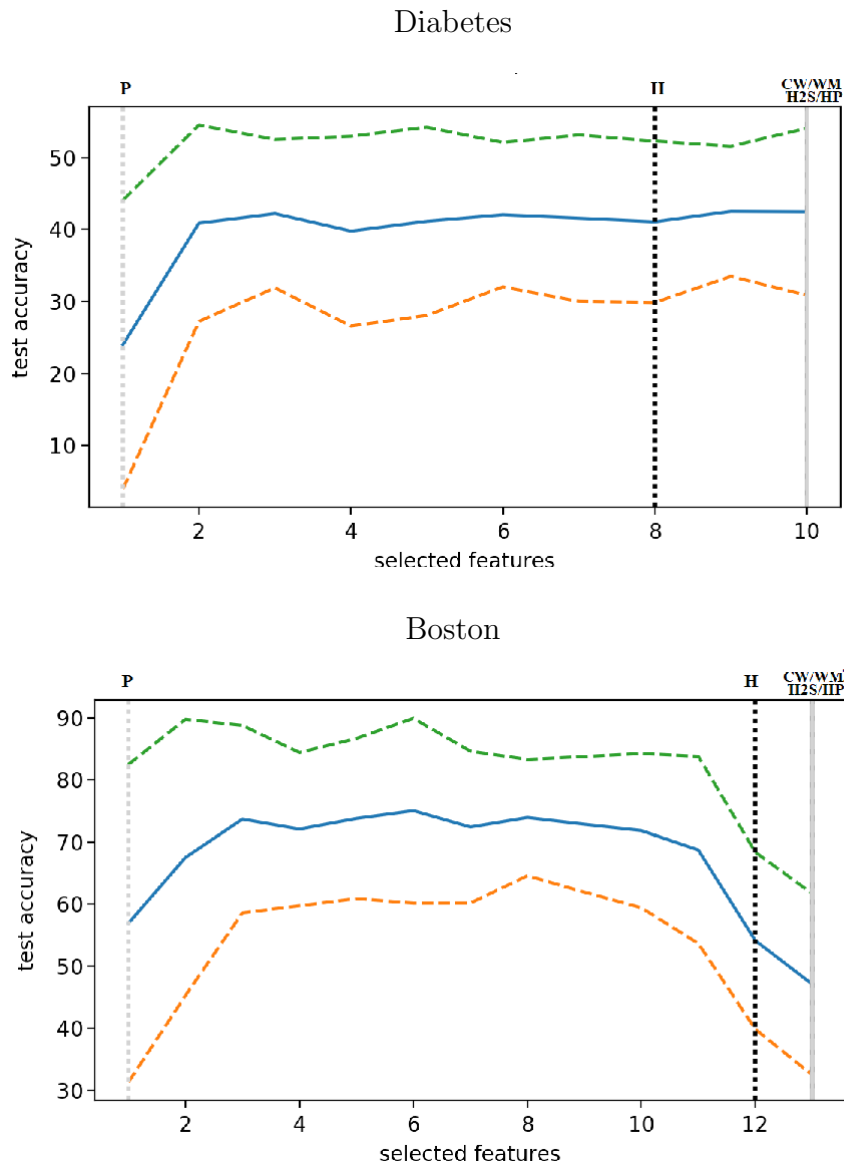 Diabetes
P
H
CW/WM
H2S/HP
50
40
30
20
10
test accuracy
2
4
6
8
10
selected features
Boston
P
H
CW/WM
H2S/HP
90
80
70
60
50
40
30
test accuracy
2
4
6
8
10
12
selected features